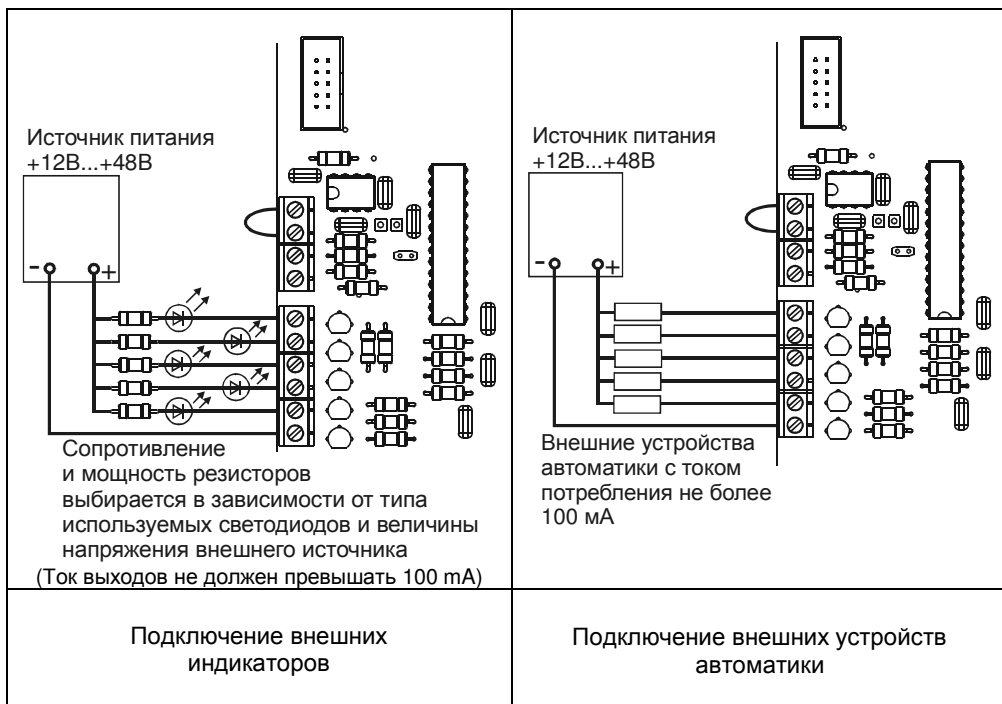 Источник питания
+12В...+48В
- +
Сопротивление
и мощность резисторов
выбирается в зависимости от типа
используемых светодиодов и величины
напряжения внешнего источника
(Ток выходов не должен превышать 100 mA)
Подключение внешних
индикаторов
Источник питания
+12В...+48В
- +
Внешние устройства
автоматики с током
потребления не более
100 мА
Подключение внешних устройств
автоматики